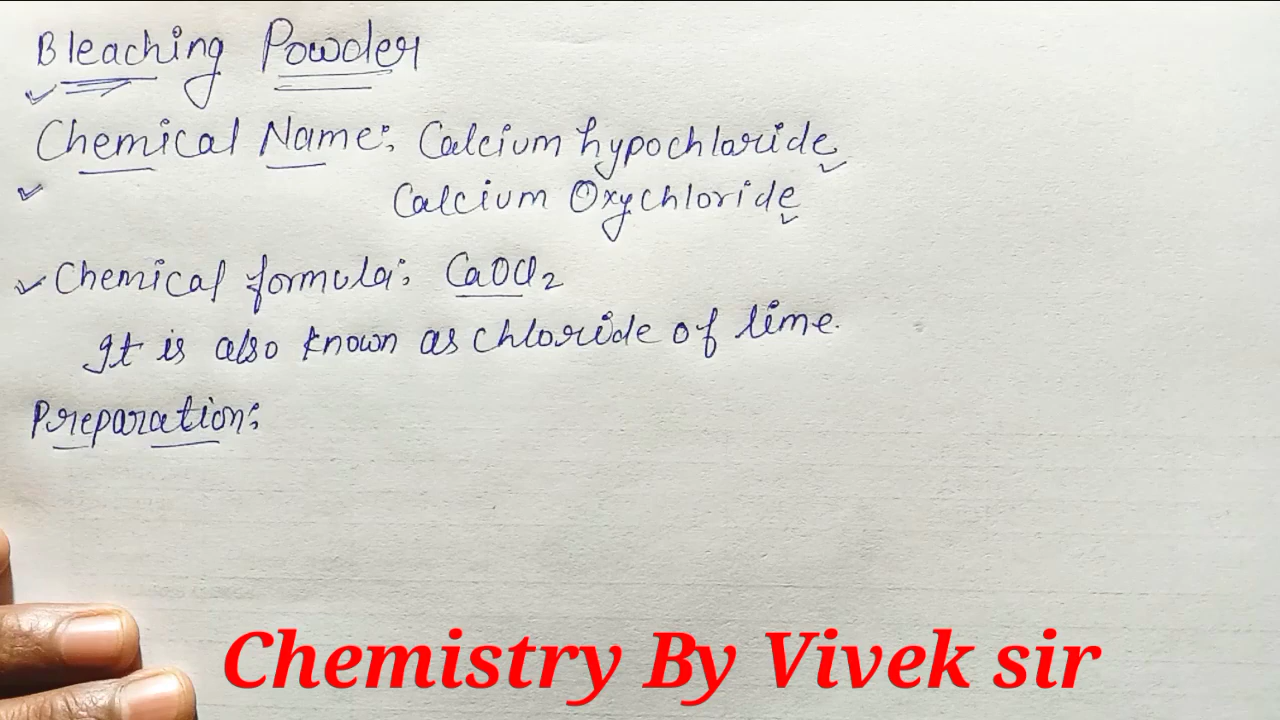 Bleaching Powder
Chemical Name: Calcium hypochloride
Calcium Oxychloride
Chemical formula: CaOCl2
It is also known as chloride of lime.
Preparation:
Chemistry By Vivek sir